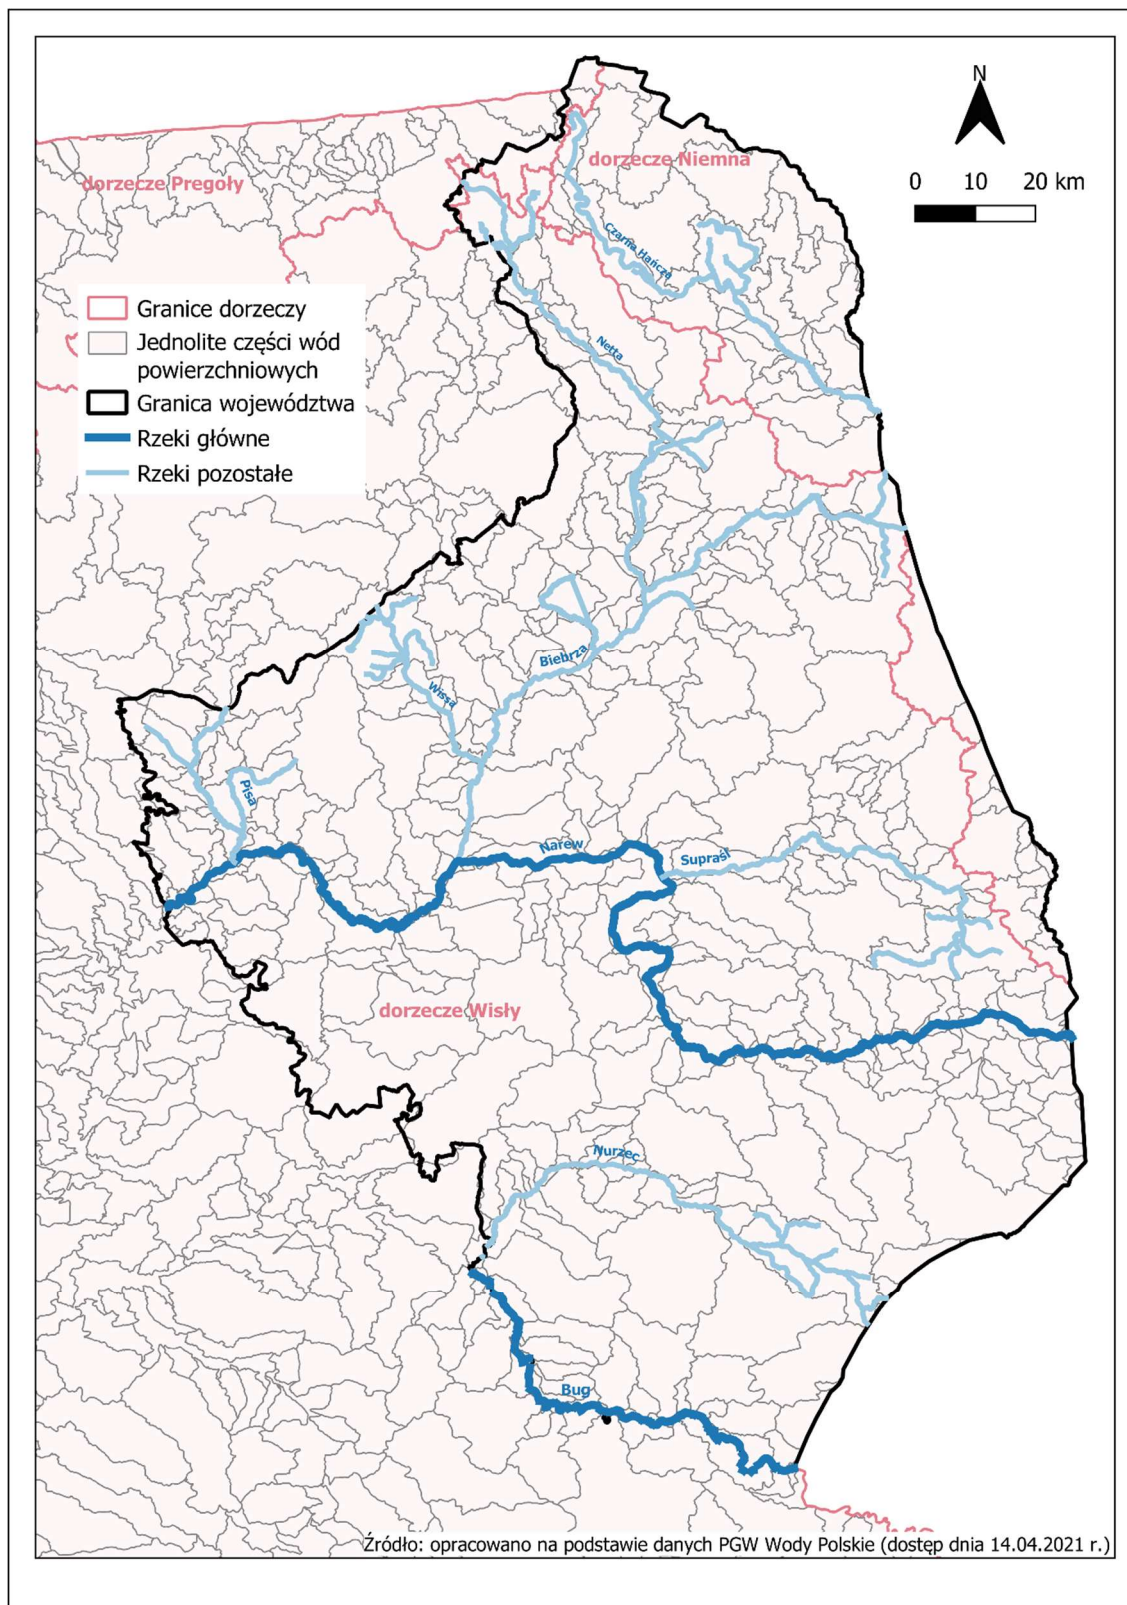 N
0 10 20 km
dorzecze Niemna
dorzecze Pregoły
Czarna Hańcza
Granice dorzeczy
Jednolite części wód
powierzchniowych
Granica województwa
Rzeki główne
Rzeki pozostałe
Netta
Biebrza
Wissa
Pisa
Narew
Supraśl
dorzecze Wisły
Nurzec
Bug
Źródło: opracowano na podstawie danych PGW Wody Polskie (dostęp dnia 14.04.2021 r.)